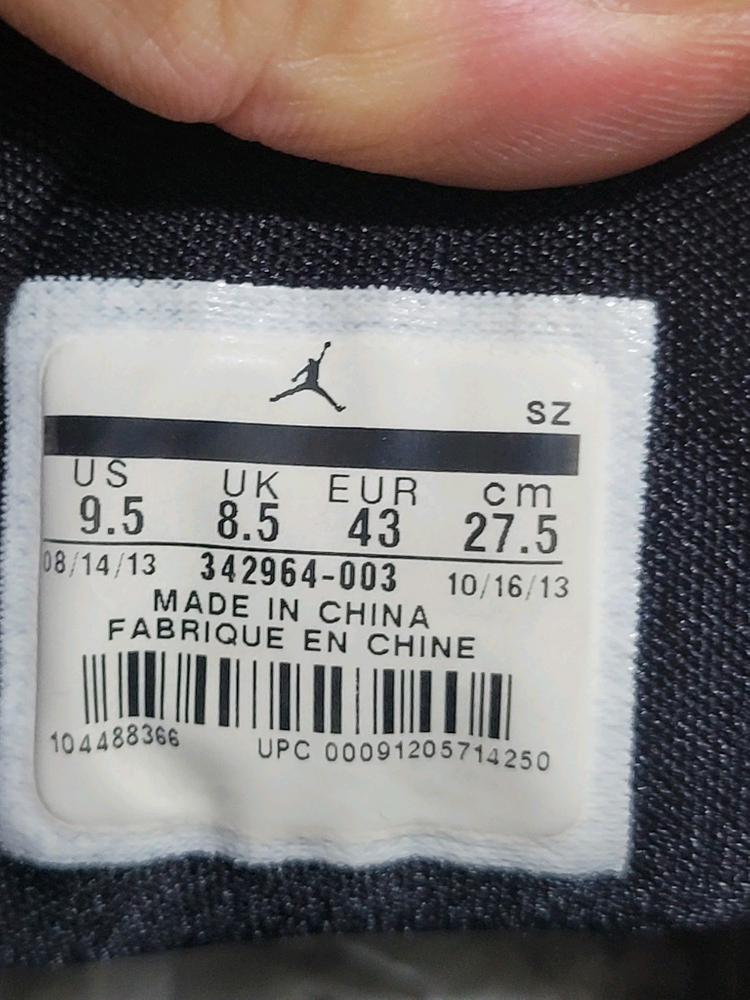 SZ
US UK EUR cm
9.5 8.5 43 27.5
08/14/13 342964-003 10/16/13
MADE IN CHINA
FABRIQUE EN CHINE
104488366 UPC 00091205714250